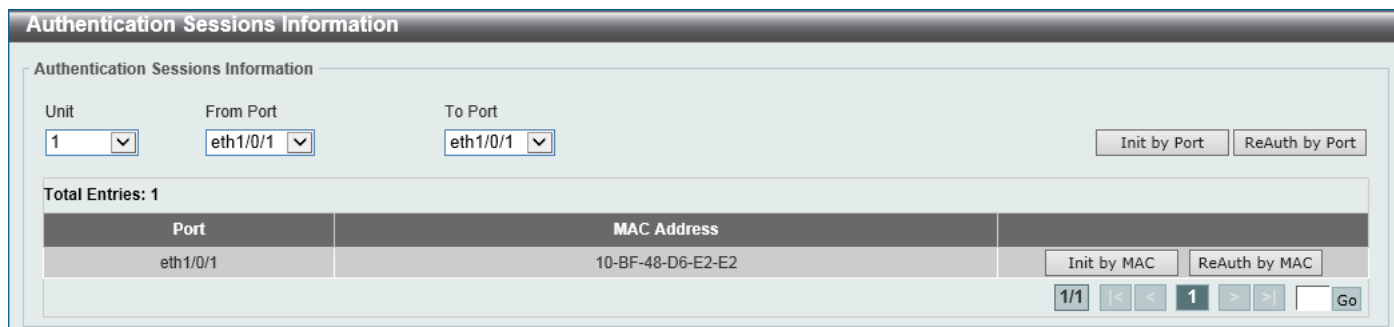 Authentication Sessions Information
Authentication Sessions Information
Unit From Port To Port
1 eth1/0/1 eth1/0/1 Init by Port ReAuth by Port
Total Entries: 1
Port MAC Address
eth1/0/1 10-BF-48-D6-E2-E2 Init by MAC ReAuth by MAC
1/1 |< < 1 > >| Go